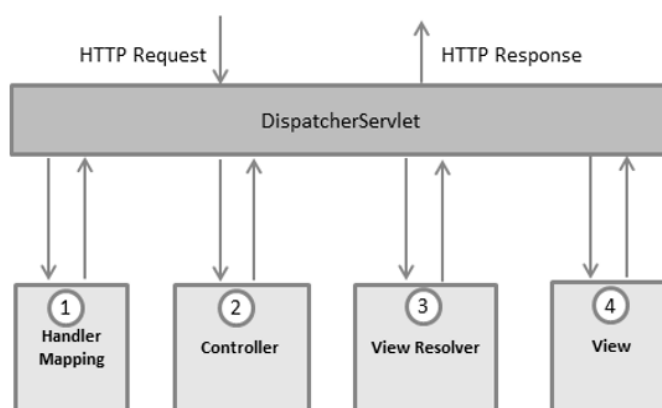 HTTP Request
HTTP Response
DispatcherServlet
1
Handler
Mapping
2
Controller
3
View Resolver
4
View